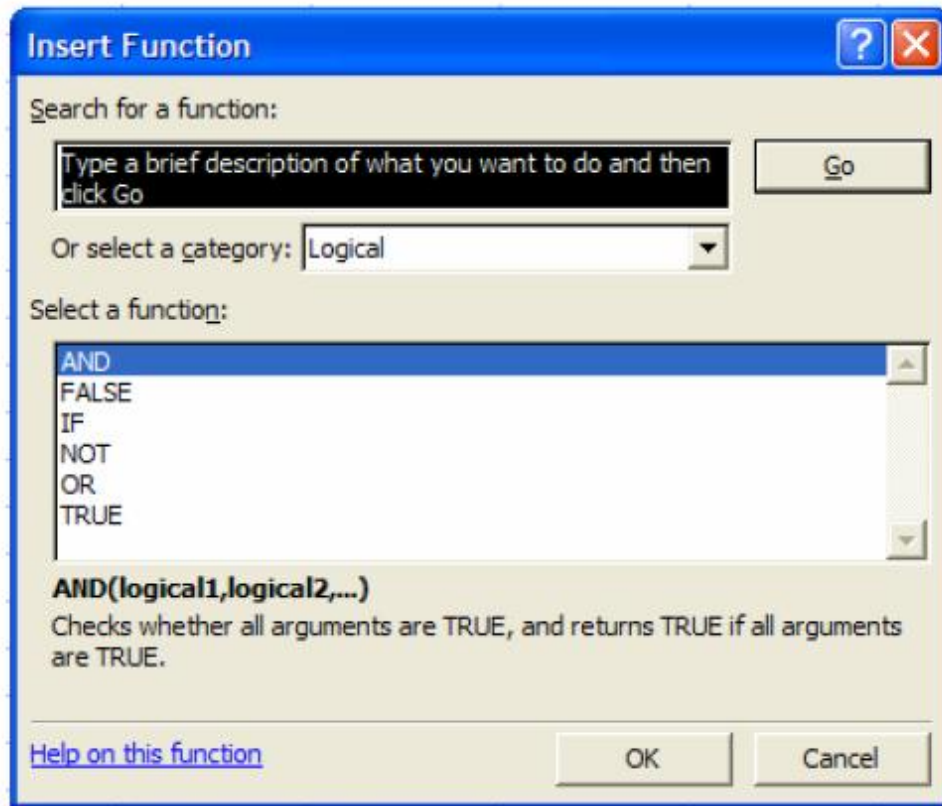 Insert Function
Search for a function:
Type a brief description of what you want to do and then
click Go
Go
Or select a category: Logical
Select a function:
AND
FALSE
IF
NOT
OR
TRUE
AND(logical1,logical2,...)
Checks whether all arguments are TRUE, and returns TRUE if all arguments
are TRUE.
Help on this function
OK
Cancel